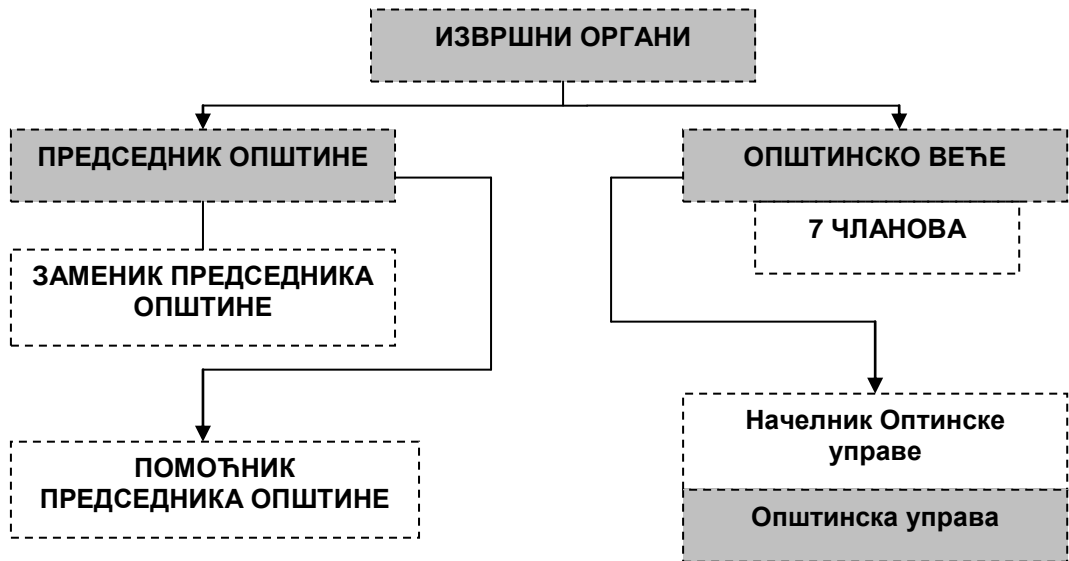 ИЗВРШНИ ОРГАНИ
ПРЕДСЕДНИК ОПШТИНЕ
ОПШТИНСКО ВЕЋЕ
7 ЧЛАНОВА
ЗАМЕНИК ПРЕДСЕДНИКА
ОПШТИНЕ
ПОМОЋНИК
ПРЕДСЕДНИКА ОПШТИНЕ
Начелник Оптинске
управе
Општинска управа